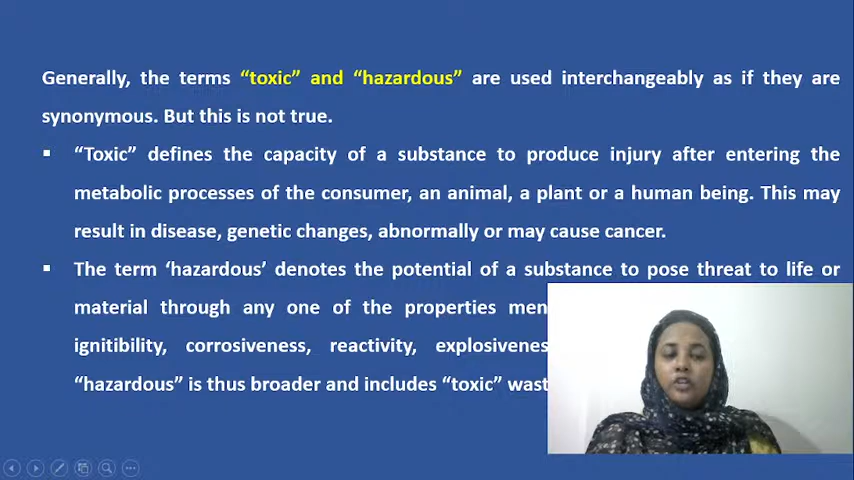 Generally, the terms “toxic” and “hazardous” are used interchangeably as if they are
synonymous. But this is not true.
▪ “Toxic” defines the capacity of a substance to produce injury after entering the
metabolic processes of the consumer, an animal, a plant or a human being. This may
result in disease, genetic changes, abnormally or may cause cancer.
▪ The term ‘hazardous’ denotes the potential of a substance to pose threat to life or
material through any one of the properties
ignitibility, corrosiveness, reactivity,
“hazardous” is thus broader and includes “toxic”